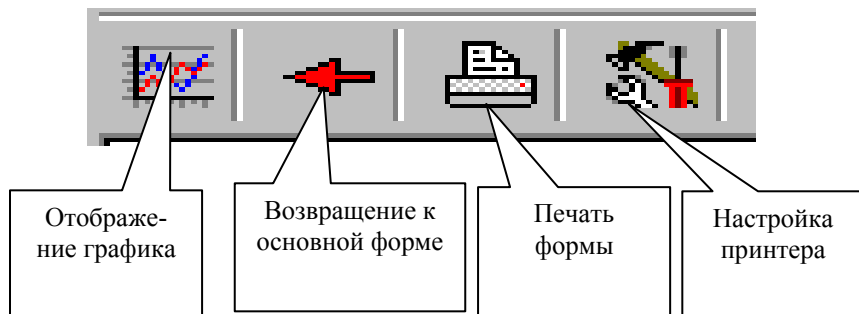 Отображе-
ние графика
Возвращение к
основной форме
Печать
формы
Настройка
принтера